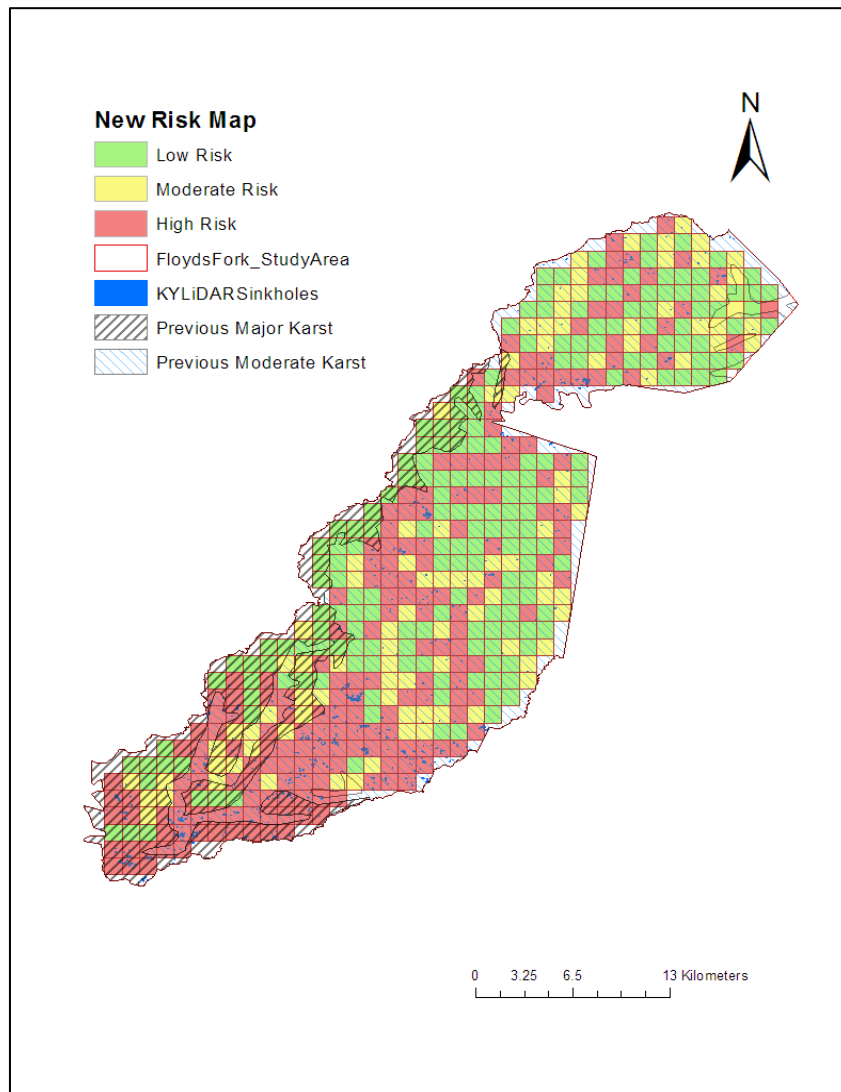 N
New Risk Map
Low Risk
Moderate Risk
High Risk
FloydsFork_StudyArea
KYLiDARSinkholes
Previous Major Karst
Previous Moderate Karst
0 3.25 6.5 13 Kilometers